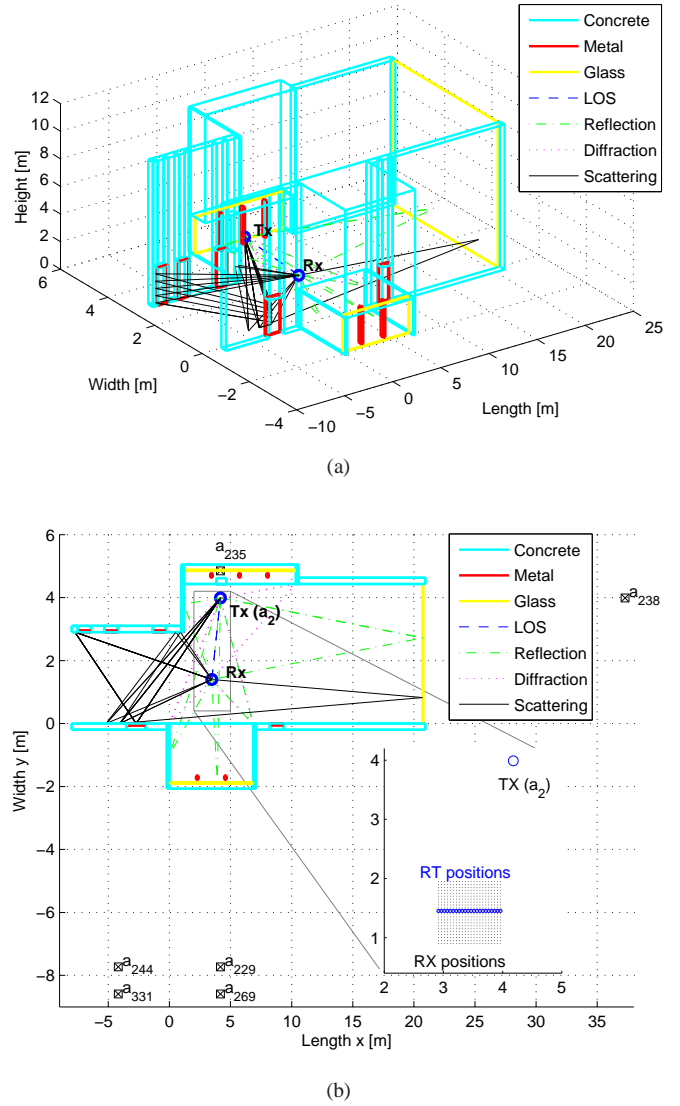 12
10
8
6
4
2
0
Height [m]
6
4
2
0
−2
−4
Width [m]
−10
−5
0
5
10
15
20
25
Length [m]
Tx
Rx
Concrete
Metal
Glass
LOS
Reflection
Diffraction
Scattering
(a)
6
4
2
0
−2
−4
−6
−8
Width y [m]
a235
Tx (a2)
Rx
a238
Concrete
Metal
Glass
LOS
Reflection
Diffraction
Scattering
4
3
2
1
TX (a2)
RT positions
RX positions
2
3
4
5
a244
a229
a331
a269
−5
0
5
10
15
20
25
30
35
Length x [m]
(b)